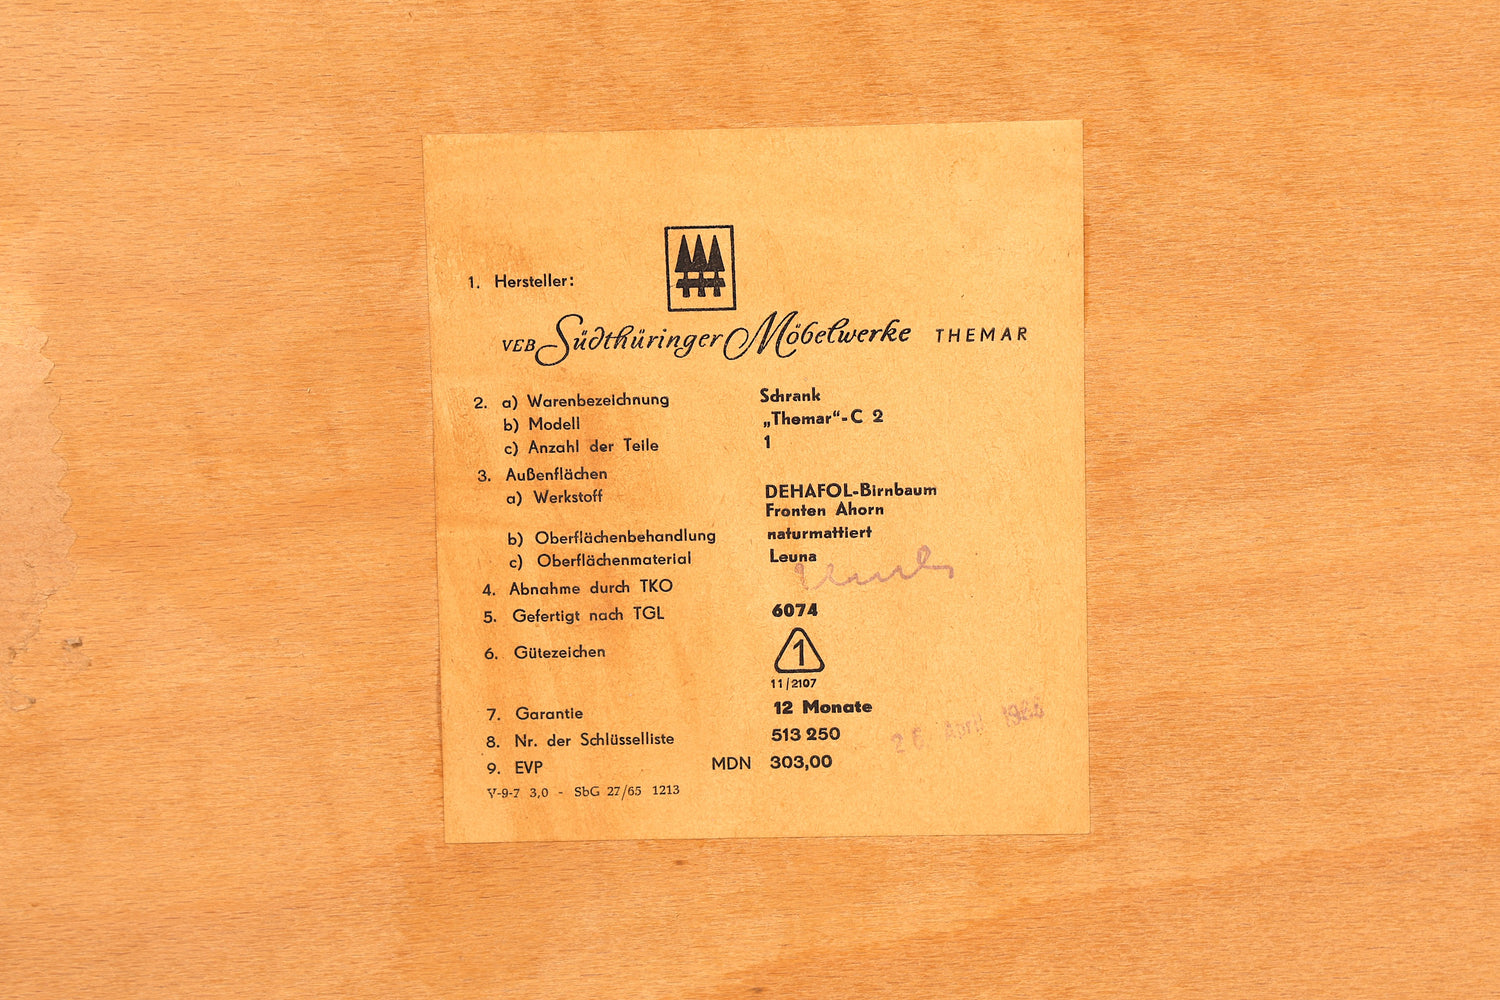 1. Hersteller:
VEB Südthüringer Möbelwerke THEMAR
2. a) Warenbezeichnung Schrank
b) Modell „Themar“-C 2
c) Anzahl der Teile 1
3. Außenflächen
a) Werkstoff DEHAFOL-Birnbaum
Fronten Ahorn
b) Oberflächenbehandlung naturmattiert
c) Oberflächenmaterial Leuna
4. Abnahme durch TKO
5. Gefertigt nach TGL 6074
6. Gütezeichen 1
11/2107
7. Garantie 12 Monate
8. Nr. der Schlüsselliste 513 250
April
9. EVP MDN 303,00
V-9-7 3,0 - SbG 27/65 1213